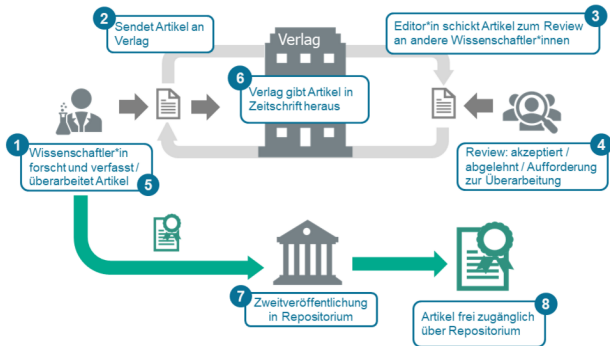 2
Sendet Artikel an
Verlag
Verlag
3
Editor*in schickt Artikel zum Review
an andere Wissenschaftler*innen
6
Verlag gibt Artikel in
Zeitschrift heraus
1
Wissenschaftler*in
forscht und verfasst /
überarbeitet Artikel
5
4
Review: akzeptiert /
abgelehnt / Aufforderung
zur Überarbeitung
7
Zweitveröffentlichung
in Repositorium
8
Artikel frei zugänglich
über Repositorium